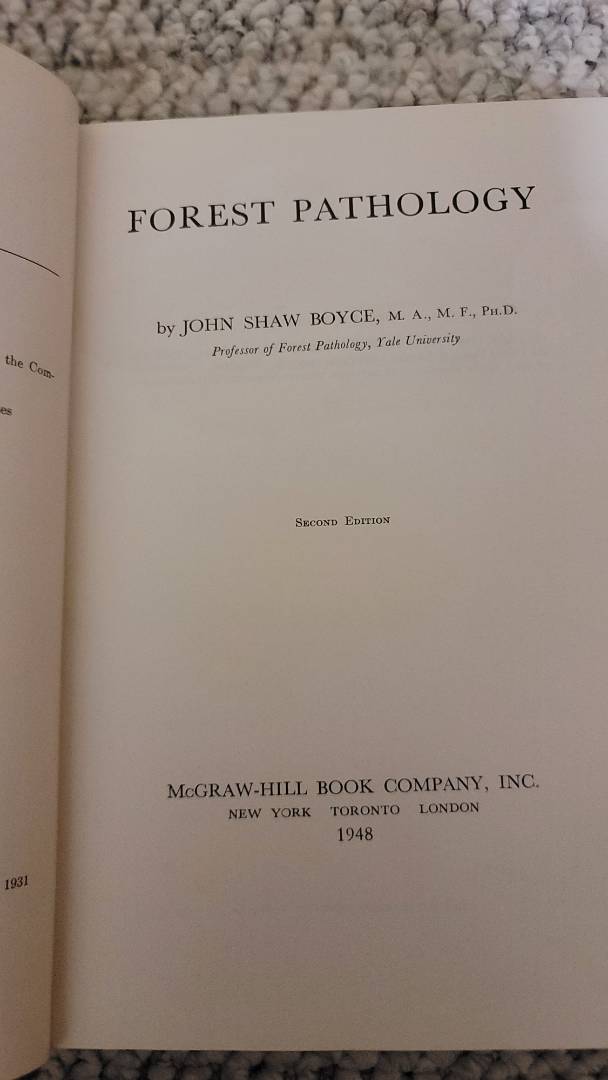 the Com-
es
1931
FOREST PATHOLOGY
by JOHN SHAW BOYCE, M. A., M. F., PH.D.
Professor of Forest Pathology, Yale University
SECOND EDITION
McGRAW-HILL BOOK COMPANY, INC.
NEW YORK TORONTO LONDON
1948